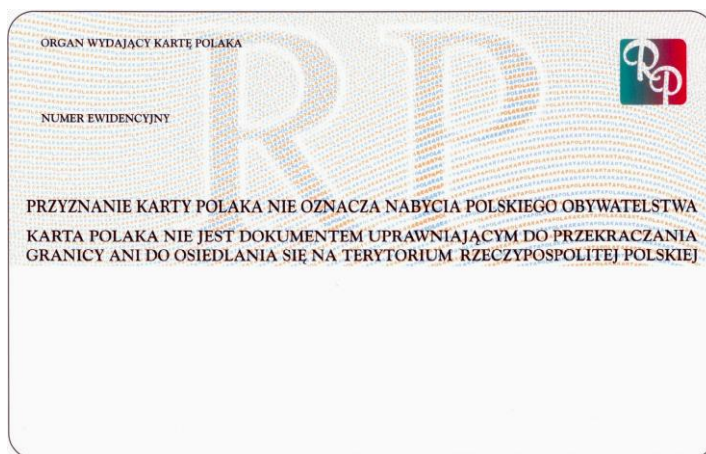 ORGAN WYDAJĄCY KARTĘ POLAKA
RP
RP
NUMER EWIDENCYJNY
PRZYZNANIE KARTY POLAKA NIE OZNACZA NABYCIA POLSKIEGO OBYWATELSTWA
KARTA POLAKA NIE JEST DOKUMENTEM UPRAWNIAJĄCYM DO PRZEKRACZANIA
GRANICY ANI DO OSIEDLANIA SIĘ NA TERYTORIUM RZECZYPOSPOLITEJ POLSKIEJ